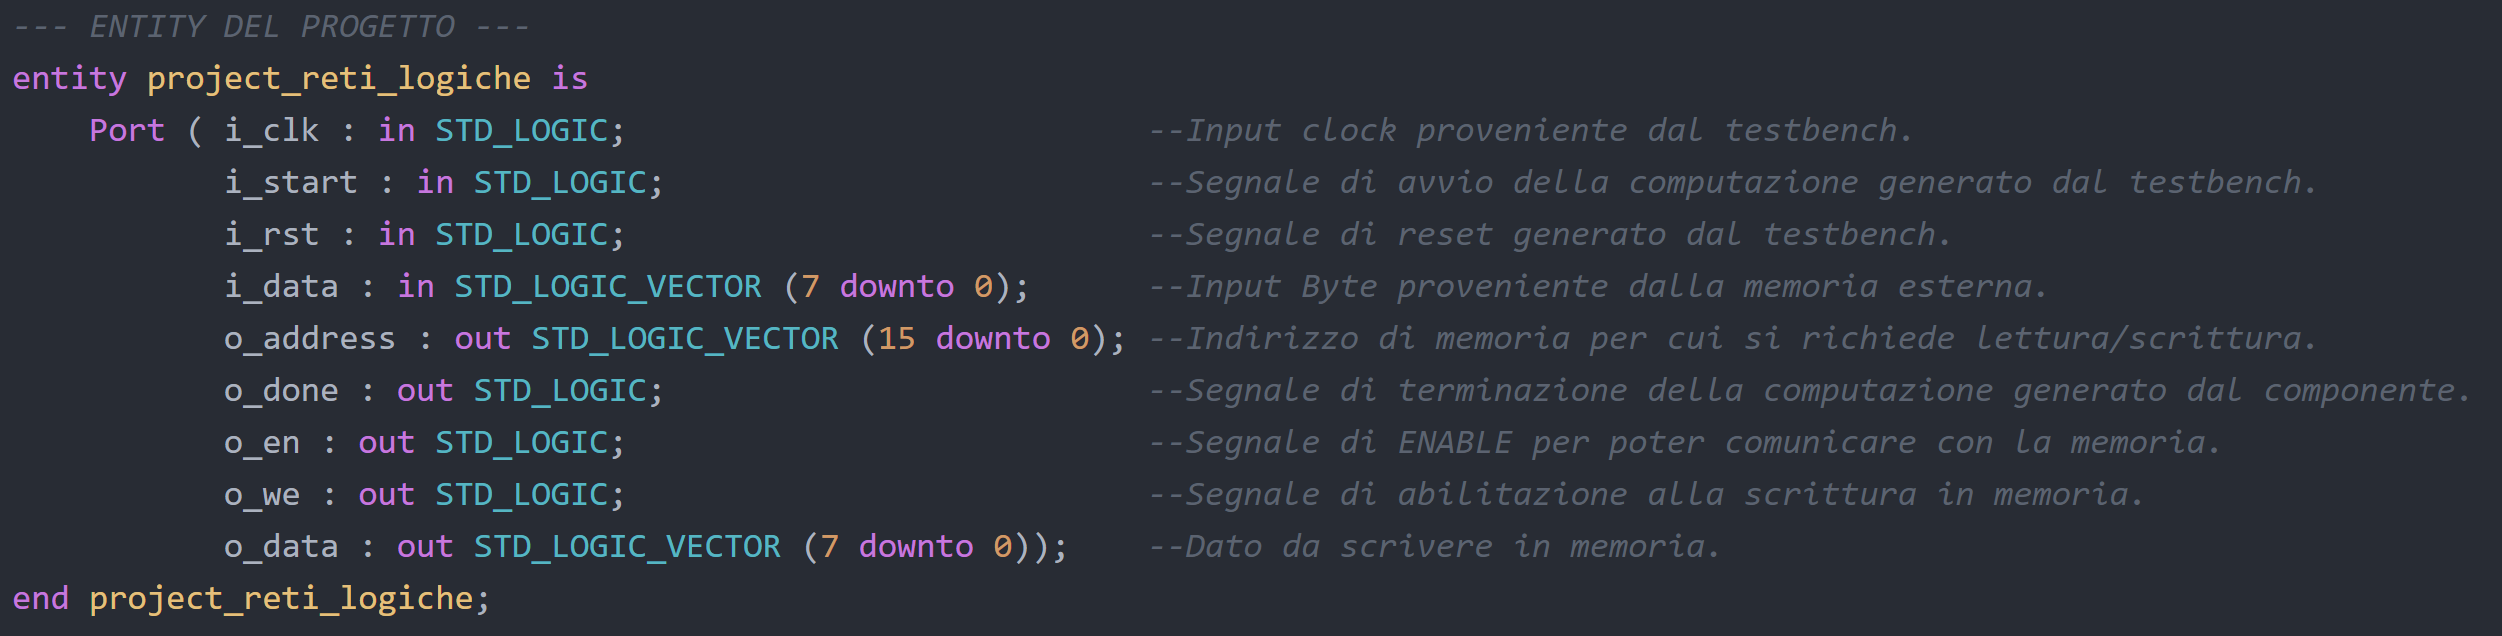 --- ENTITY DEL PROGETTO ---
entity project_reti_logiche is
    Port ( i_clk : in STD_LOGIC;                           --Input clock proveniente dal testbench.
           i_start : in STD_LOGIC;                         --Segnale di avvio della computazione generato dal testbench.
           i_rst : in STD_LOGIC;                           --Segnale di reset generato dal testbench.
           i_data : in STD_LOGIC_VECTOR (7 downto 0);      --Input Byte proveniente dalla memoria esterna.
           o_address : out STD_LOGIC_VECTOR (15 downto 0); --Indirizzo di memoria per cui si richiede lettura/scrittura.
           o_done : out STD_LOGIC;                         --Segnale di terminazione della computazione generato dal componente.
           o_en : out STD_LOGIC;                           --Segnale di ENABLE per poter comunicare con la memoria.
           o_we : out STD_LOGIC;                           --Segnale di abilitazione alla scrittura in memoria.
           o_data : out STD_LOGIC_VECTOR (7 downto 0));    --Dato da scrivere in memoria.
end project_reti_logiche;